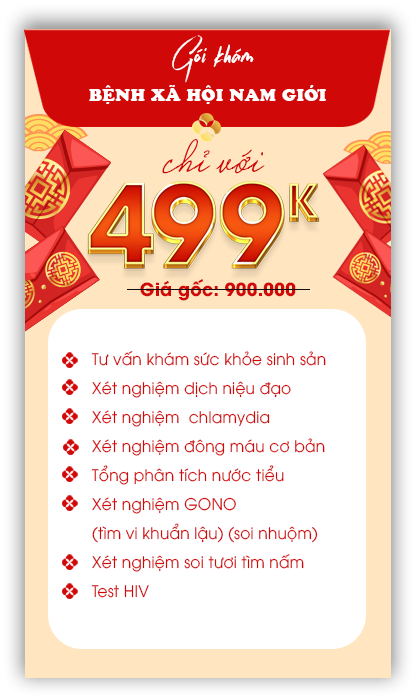 Gói khám
BỆNH XÃ HỘI NAM GIỚI
chỉ với
499K
Giá gốc: 900.000
Tư vấn khám sức khỏe sinh sản
Xét nghiệm dịch niệu đạo
Xét nghiệm chlamydia
Xét nghiệm đông máu cơ bản
Tổng phân tích nước tiểu
Xét nghiệm GONO
(tìm vi khuẩn lậu) (soi nhuộm)
Xét nghiệm soi tươi tìm nấm
Test HIV